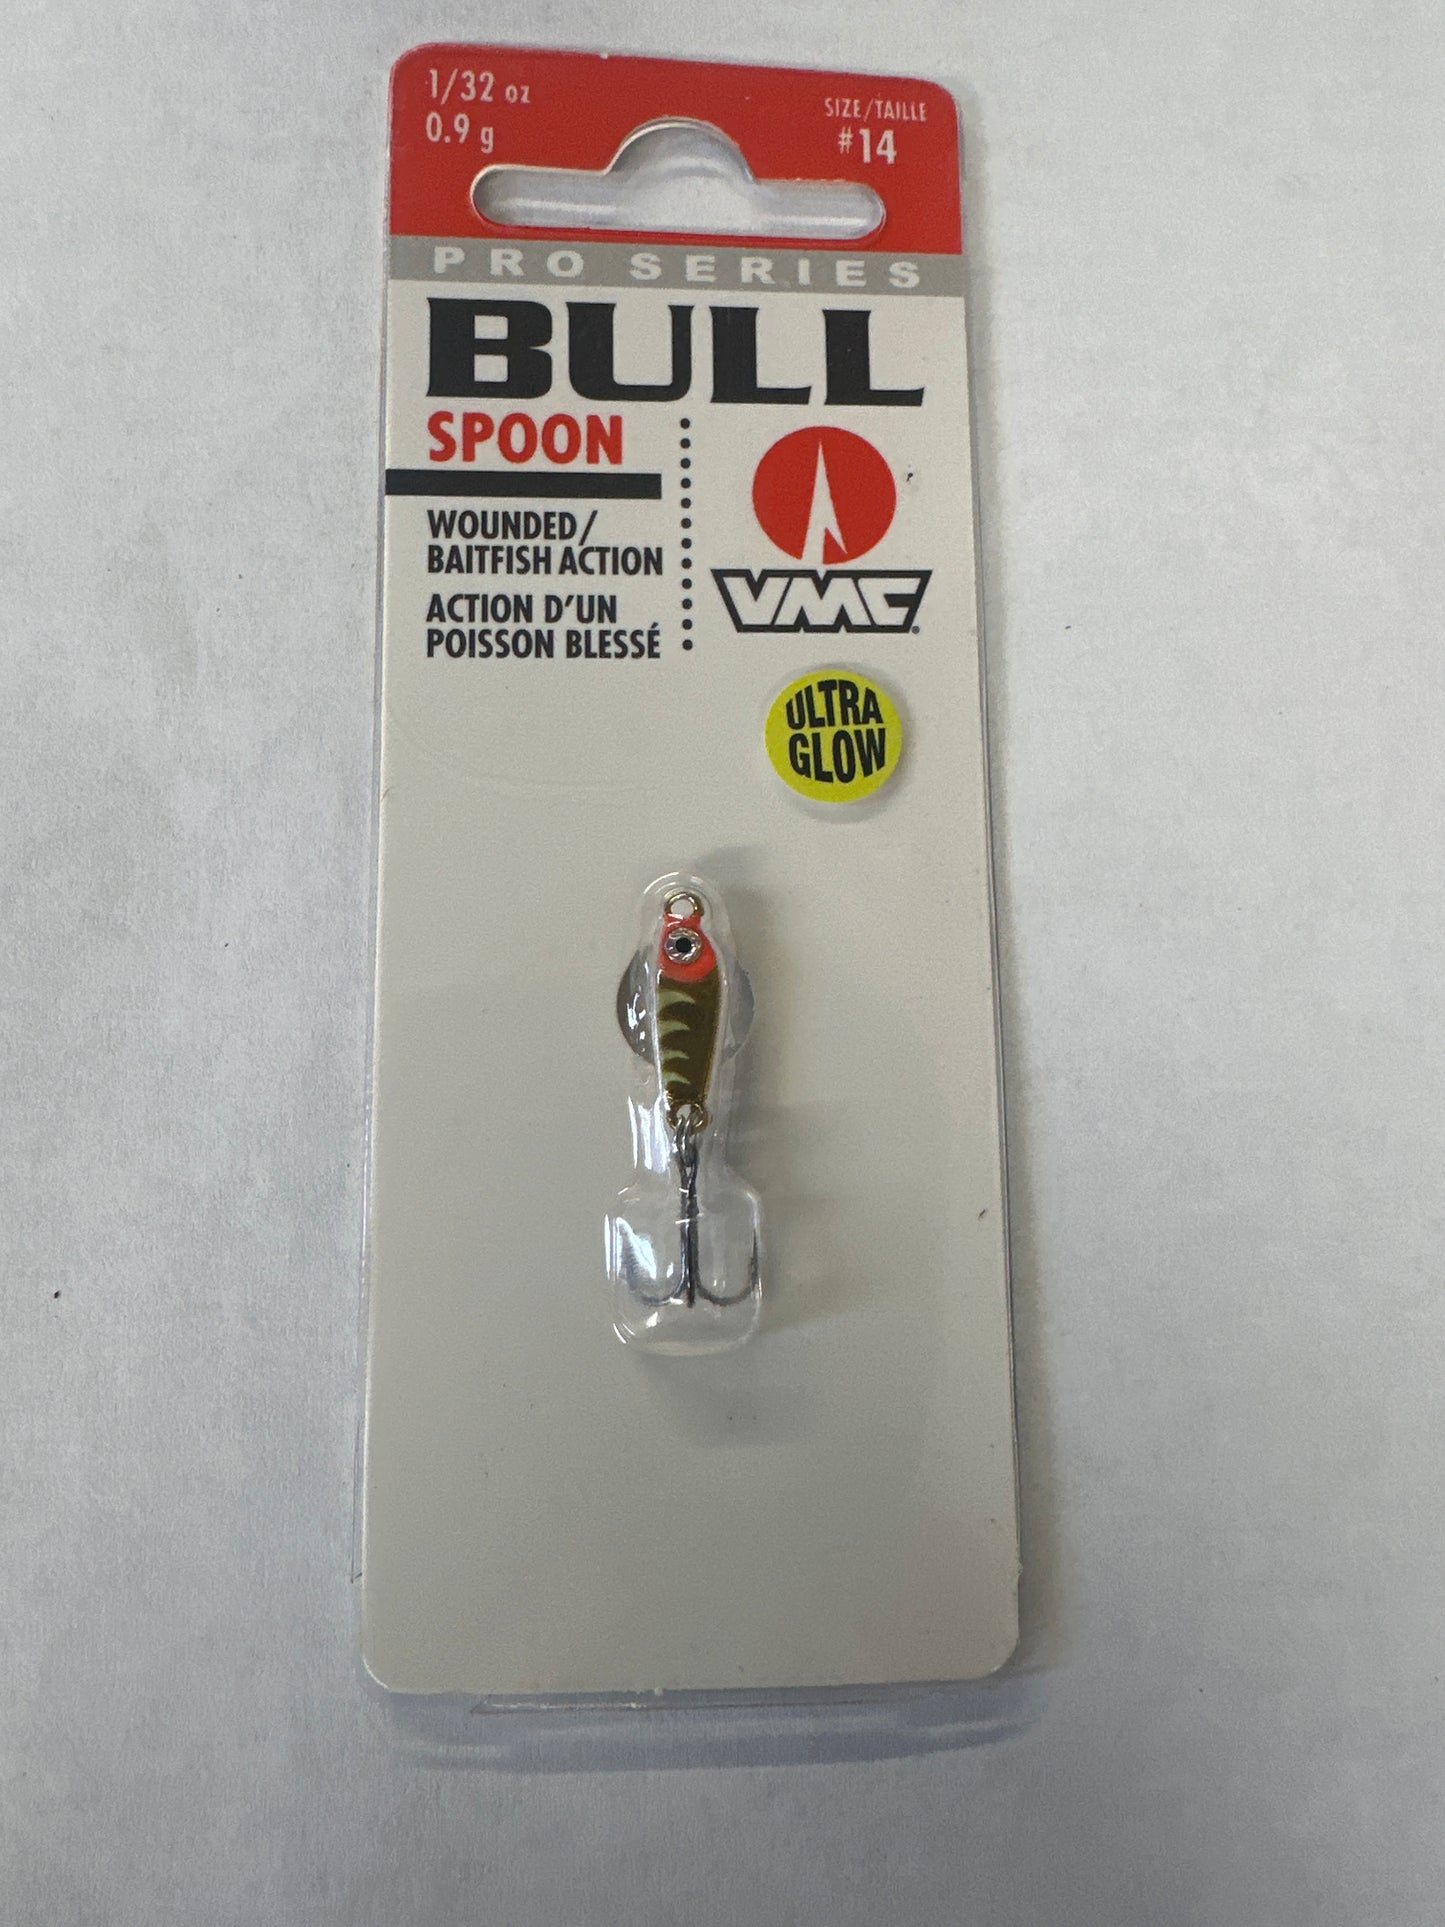 1/32 oz
0.9 g
SIZE/TAILLE
#14
PRO SERIES
BULL
SPOON
WOUNDED/
BAITFISH ACTION
ACTION D'UN
POISSON BLESSÉ
VMC
ULTRA
GLOW